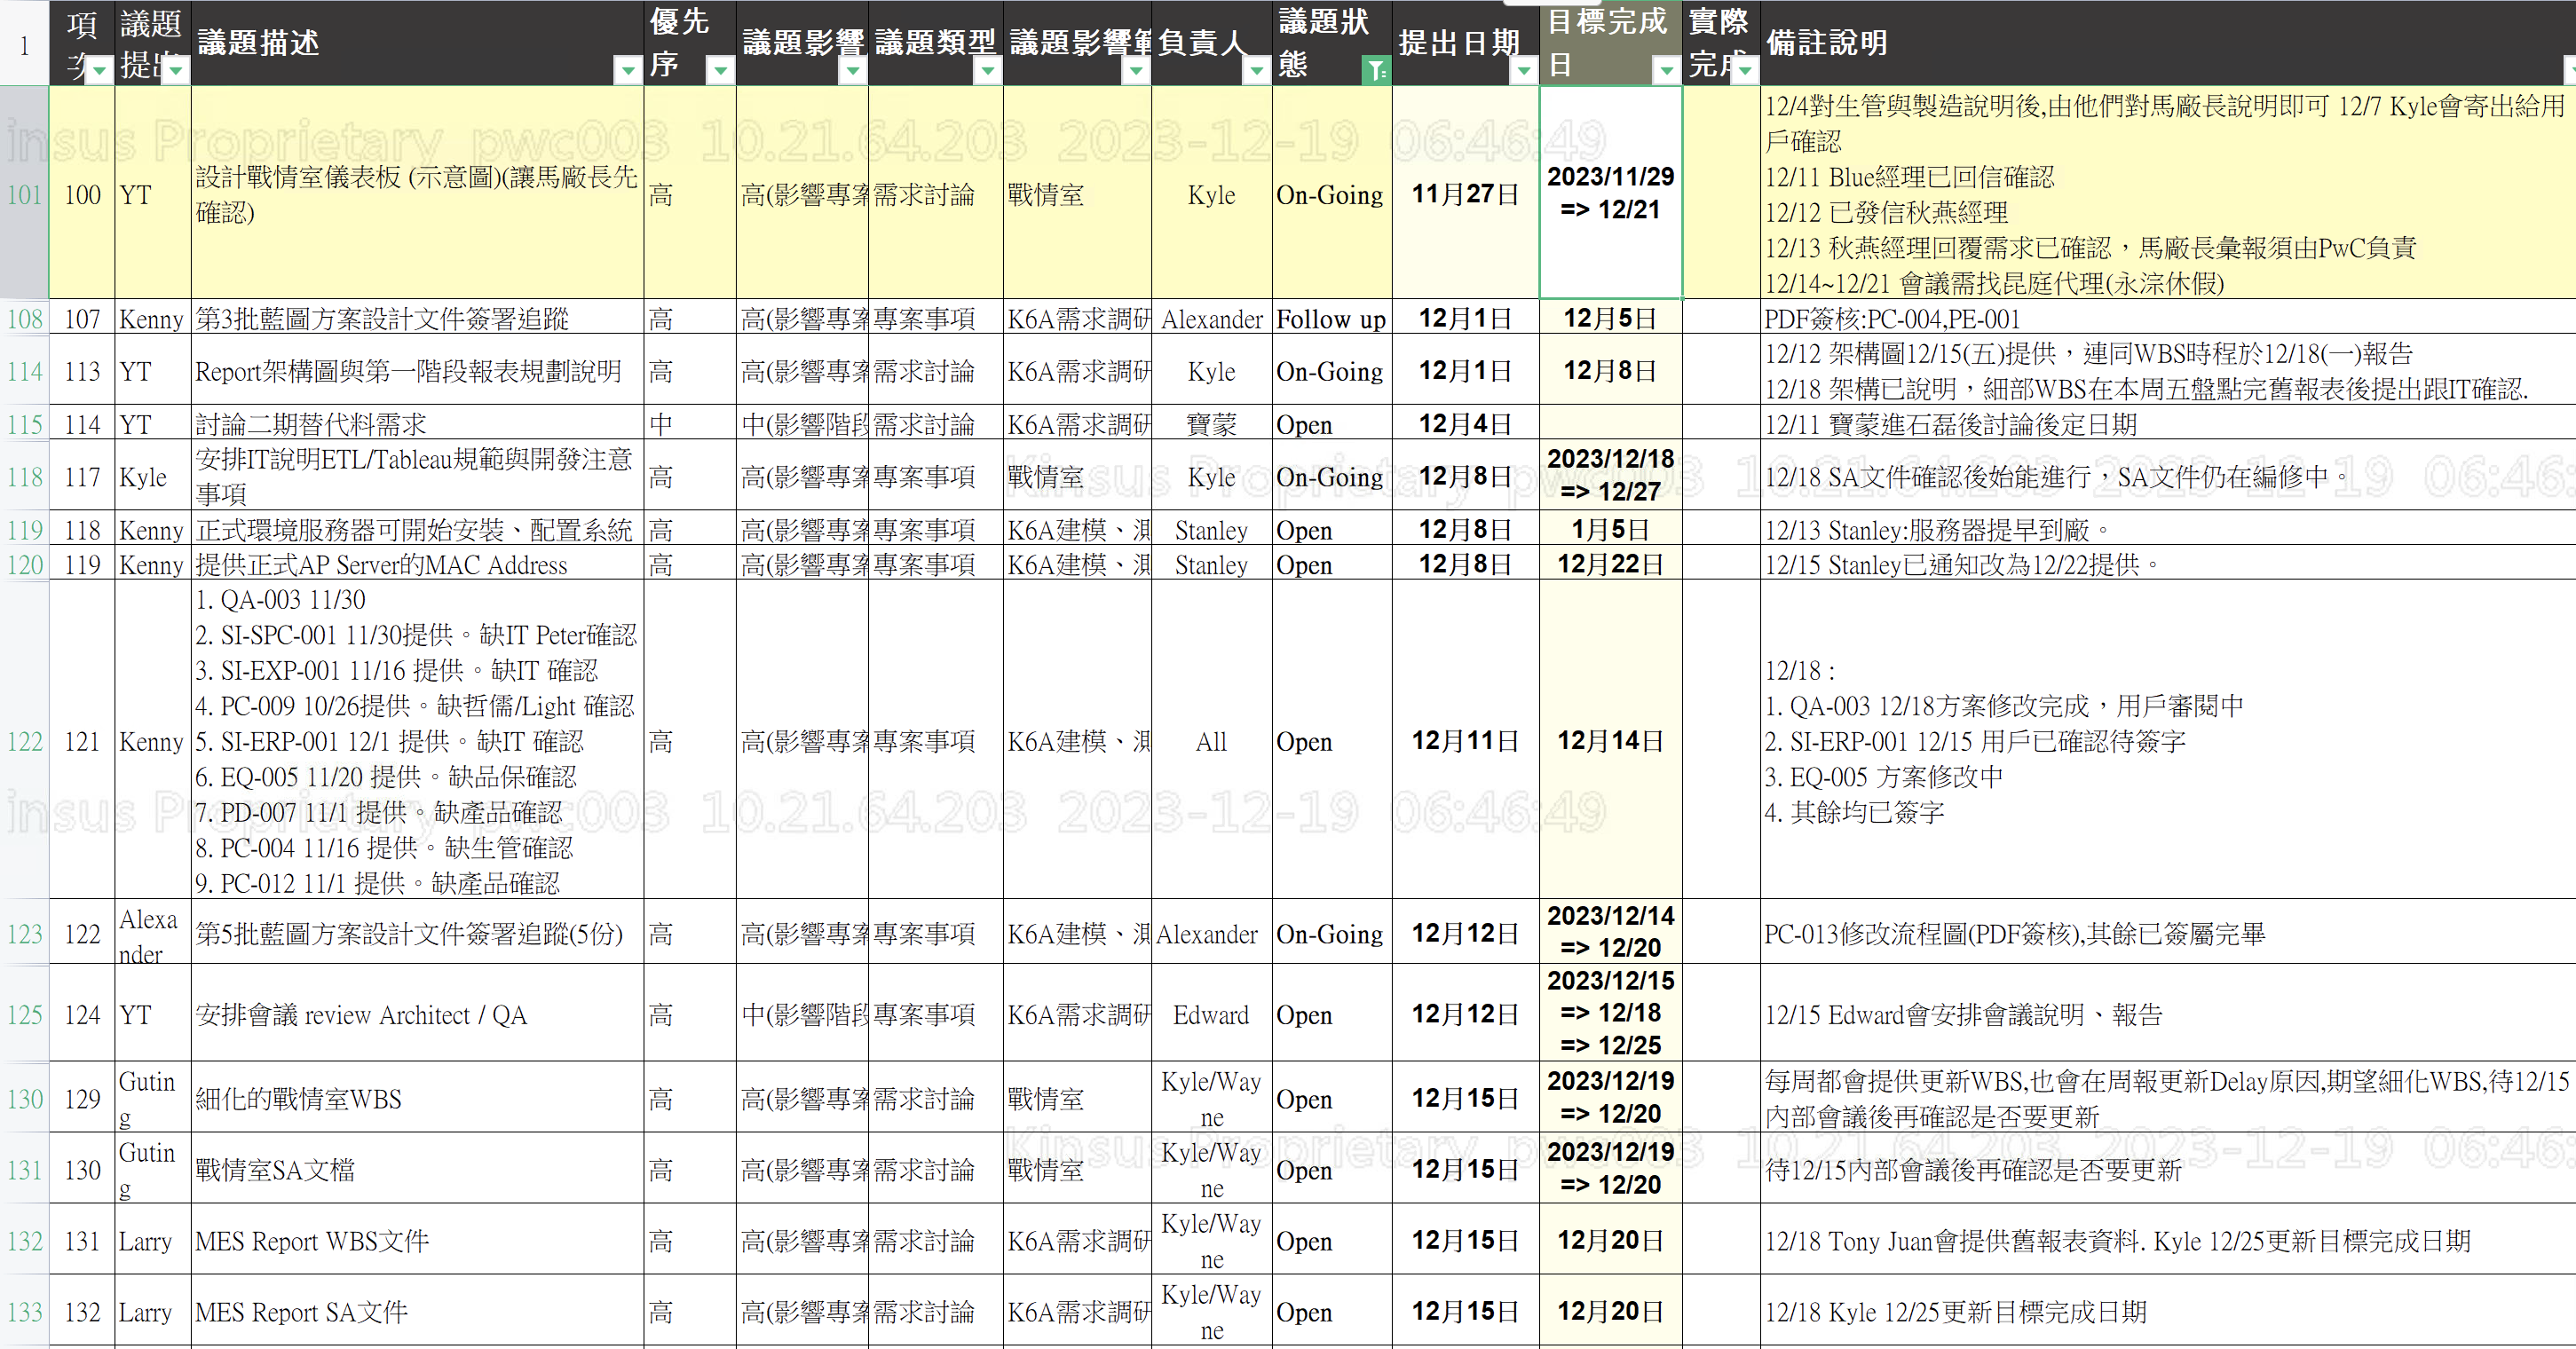 1 項次 議題提出 議題描述 優先序 議題影響 議題類型 議題影響範 負責人 議題狀態 提出日期 目標完成日 實際完成 備註說明
101 100 YT 設計戰情室儀表板 (示意圖)(讓馬廠長先
確認) 高 高(影響專案 需求討論 戰情室 Kyle On-Going 11月27日 2023/11/29
=> 12/21
12/4對生管與製造說明後,由他們對馬廠長說明即可 12/7 Kyle會寄出給用
戶確認
12/11 Blue經理已回信確認
12/12 已發信秋燕經理
12/13 秋燕經理回覆需求已確認，馬廠長彙報須由PwC負責
12/14~12/21 會議需找昆庭代理(永淙休假)
108 107 Kenny 第3批藍圖方案設計文件簽署追蹤 高 高(影響專案 專案事項 K6A需求調研 Alexander Follow up 12月1日 12月5日 PDF簽核:PC-004,PE-001
114 113 YT Report架構圖與第一階段報表規劃說明 高 高(影響專案 需求討論 K6A需求調研 Kyle On-Going 12月1日 12月8日
12/12 架構圖12/15(五)提供，連同WBS時程於12/18(一)報告
12/18 架構已說明，細部WBS在本周五盤點完舊報表後提出跟IT確認.
115 114 YT 討論二期替代料需求 中 中(影響階段 需求討論 K6A需求調研 寶蒙 Open 12月4日 12/11 寶蒙進石磊後討論後定日期
118 117 Kyle 安排IT說明ETL/Tableau規範與開發注意
事項 高 高(影響專案 專案事項 戰情室 Kyle On-Going 12月8日 2023/12/18
=> 12/27
12/18 SA文件確認後始能進行，SA文件仍在編修中。
119 118 Kenny 正式環境服務器可開始安裝、配置系統 高 高(影響專案 專案事項 K6A建模、測 Stanley Open 12月8日 1月5日 12/13 Stanley:服務器提早到廠。
120 119 Kenny 提供正式AP Server的MAC Address 高 高(影響專案 專案事項 K6A建模、測 Stanley Open 12月8日 12月22日 12/15 Stanley已通知改為12/22提供。
122 121 Kenny
1. QA-003 11/30
2. SI-SPC-001 11/30提供。缺IT Peter確認
3. SI-EXP-001 11/16 提供。缺IT 確認
4. PC-009 10/26提供。缺哲儒/Light 確認
5. SI-ERP-001 12/1 提供。缺IT 確認
6. EQ-005 11/20 提供。缺品保確認
7. PD-007 11/1 提供。缺產品確認
8. PC-004 11/16 提供。缺生管確認
9. PC-012 11/1 提供。缺產品確認
高 高(影響專案 專案事項 K6A建模、測 All Open 12月11日 12月14日
12/18 :
1. QA-003 12/18方案修改完成，用戶審閱中
2. SI-ERP-001 12/15 用戶已確認待簽字
3. EQ-005 方案修改中
4. 其餘均已簽字
123 122 Alexa
nder 第5批藍圖方案設計文件簽署追蹤(5份) 高 高(影響專案 專案事項 K6A建模、測 Alexander On-Going 12月12日 2023/12/14
=> 12/20
PC-013修改流程圖(PDF簽核),其餘已簽屬完畢
125 124 YT 安排會議 review Architect / QA 高 中(影響階段 專案事項 K6A需求調研 Edward Open 12月12日 2023/12/15
=> 12/18
=> 12/25
12/15 Edward會安排會議說明、報告
130 129 Gutin
g 細化的戰情室WBS 高 高(影響專案 需求討論 戰情室 Kyle/Way
ne Open 12月15日 2023/12/19
=> 12/20
每周都會提供更新WBS,也會在周報更新Delay原因,期望細化WBS,待12/15
內部會議後再確認是否要更新
131 130 Gutin
g 戰情室SA文檔 高 高(影響專案 需求討論 戰情室 Kyle/Way
ne Open 12月15日 2023/12/19
=> 12/20
待12/15內部會議後再確認是否要更新
132 131 Larry MES Report WBS文件 高 高(影響專案 需求討論 K6A需求調研 Kyle/Way
ne Open 12月15日 12月20日 12/18 Tony Juan會提供舊報表資料. Kyle 12/25更新目標完成日期
133 132 Larry MES Report SA文件 高 高(影響專案 需求討論 K6A需求調研 Kyle/Way
ne Open 12月15日 12月20日 12/18 Kyle 12/25更新目標完成日期
insus Proprietary pwc003 10.21.64.203 2023-12-19 06:46:49
Kinsus Proprietary pwc003 10.21.64.203 2023-12-19 06:46:
insus Proprietary pwc003 10.21.64.203 2023-12-19 06:46:49
Kinsus Proprietary pwc003 10.21.64.203 2023-12-19 06:46: